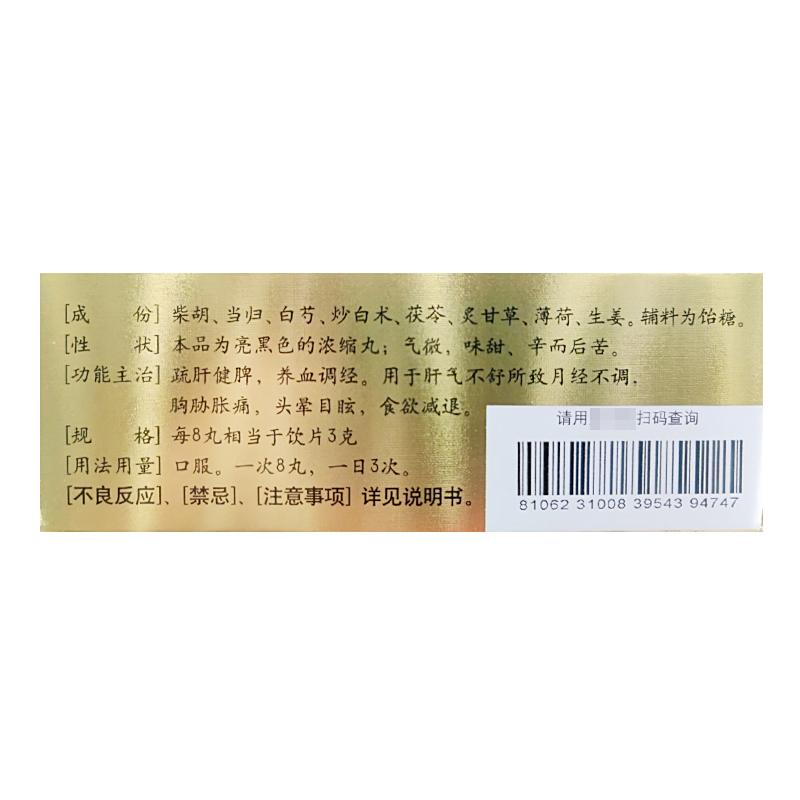 [成 份] 柴胡、当归、白芍、炒白术、茯苓、炙甘草、薄荷、生姜。辅料为饴糖。
[性 状] 本品为亮黑色的浓缩丸；气微，味甜、辛而后苦。
[功能主治] 疏肝健脾，养血调经。用于肝气不舒所致月经不调，
胸胁胀痛，头晕目眩，食欲减退。
[规 格] 每8丸相当于饮片3克
[用法用量] 口服。一次8丸，一日3次。
[不良反应]、[禁忌]、[注意事项] 详见说明书。
请用 扫码查询
81062 31008 39543 94747